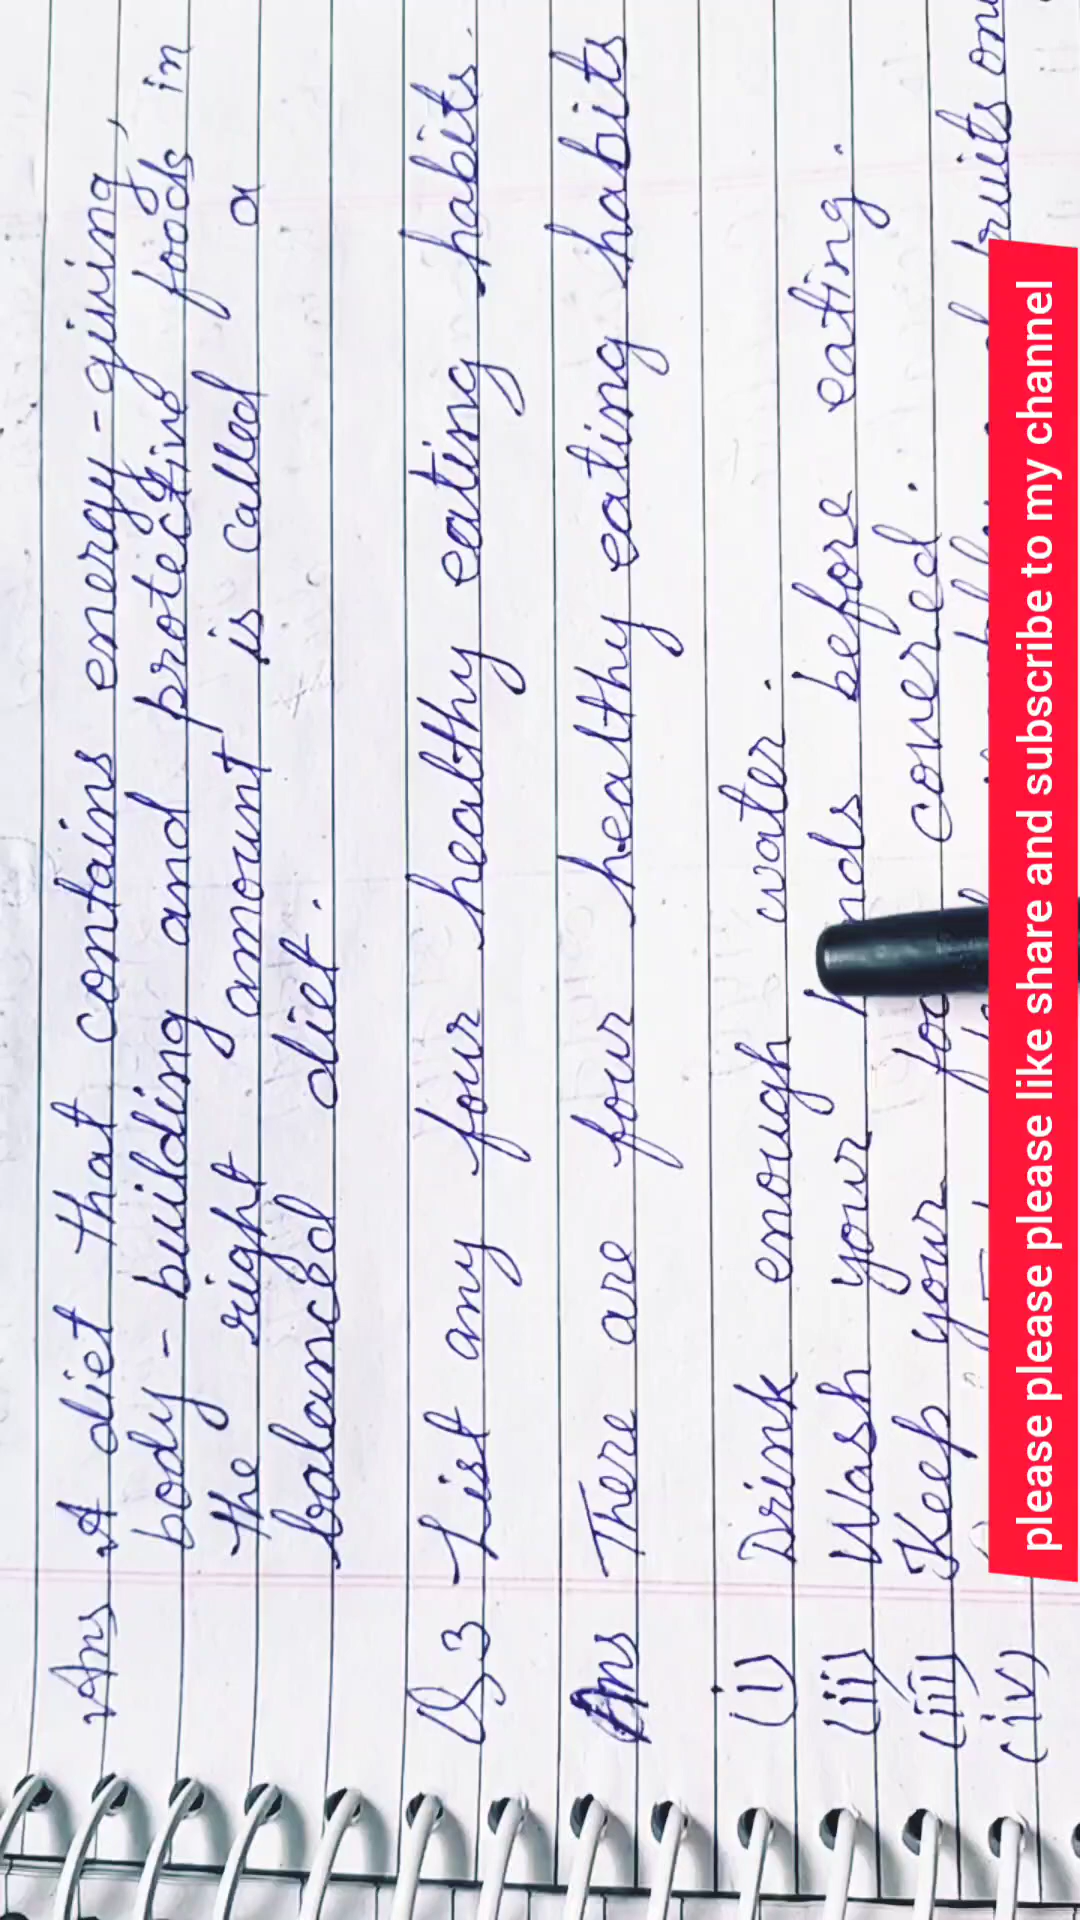 Ans A diet that contains energy-giving,
body-building and protective foods in
the right amount is called a
balanced diet.
Q3 List any four healthy eating habits.
Ans There are four healthy eating habits
(i) Drink enough water.
(ii) Wash your hands before eating.
(iii) Keep your food covered.
(iv) fruits
please please please like share and subscribe to my channel